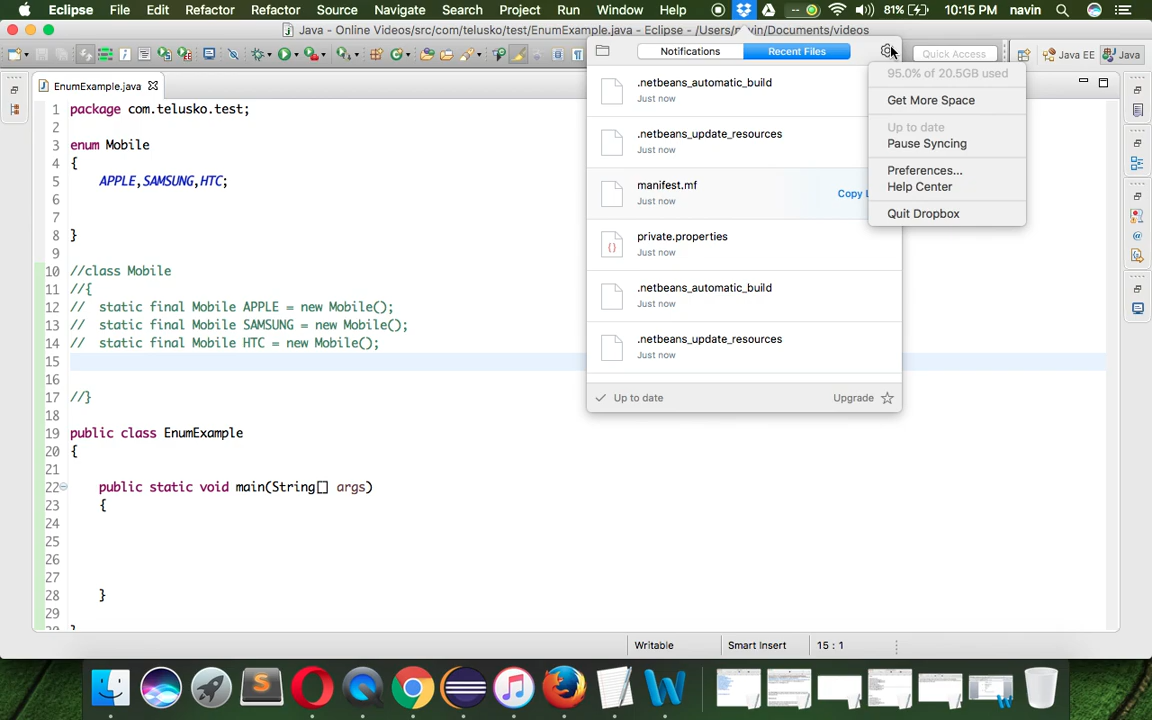 Eclipse File Edit Refactor Refactor Source Navigate Search Project Run Window Help 81% 10:15 PM navin
Java - Online Videos/src/com/telusko/test/EnumExample.java - Eclipse - /Users/navin/Documents/videos
Quick Access Java EE Java
Notifications Recent Files
95.0% of 20.5GB used
Get More Space
Up to date
Pause Syncing
Preferences...
Help Center
Quit Dropbox
.netbeans_automatic_build
Just now
.netbeans_update_resources
Just now
manifest.mf
Just now
Copy L
private.properties
Just now
.netbeans_automatic_build
Just now
.netbeans_update_resources
Just now
Up to date Upgrade
EnumExample.java
1 package com.telusko.test;
2
3 enum Mobile
4 {
5 APPLE,SAMSUNG,HTC;
6
7
8 }
9
10 //class Mobile
11 //{
12 // static final Mobile APPLE = new Mobile();
13 // static final Mobile SAMSUNG = new Mobile();
14 // static final Mobile HTC = new Mobile();
15
16
17 //}
18
19 public class EnumExample
20 {
21
22 public static void main(String[] args)
23 {
24
25
26
27
28 }
29
Writable Smart Insert 15 : 1